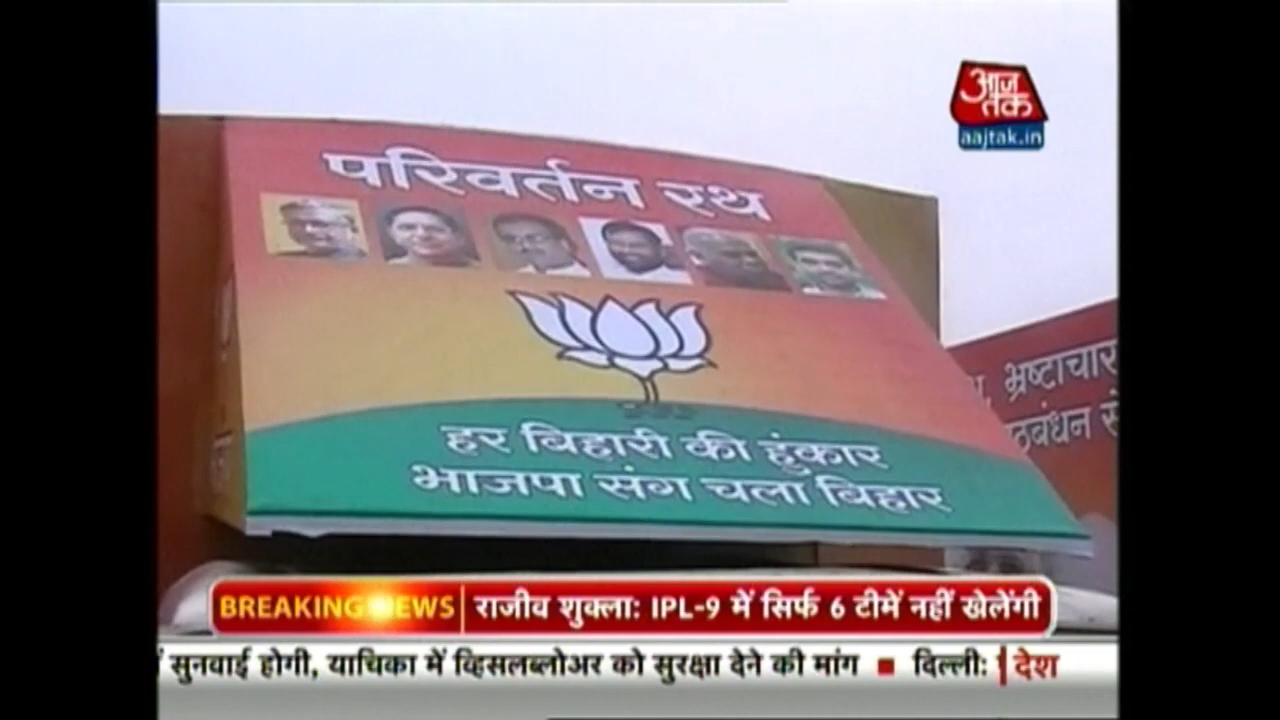 आज
तक
aajtak.in
परिवर्तन रथ
हर बिहारी की हुंकार
भाजपा संग चला बिहार
भ्रष्टाचार
BREAKING NEWS
राजीव शुक्ला: IPL-9 में सिर्फ 6 टीमें नहीं खेलेंगी
सुनवाई होगी, याचिका में व्हिसलब्लोअर को सुरक्षा देने की मांग ■ दिल्ली:
देश